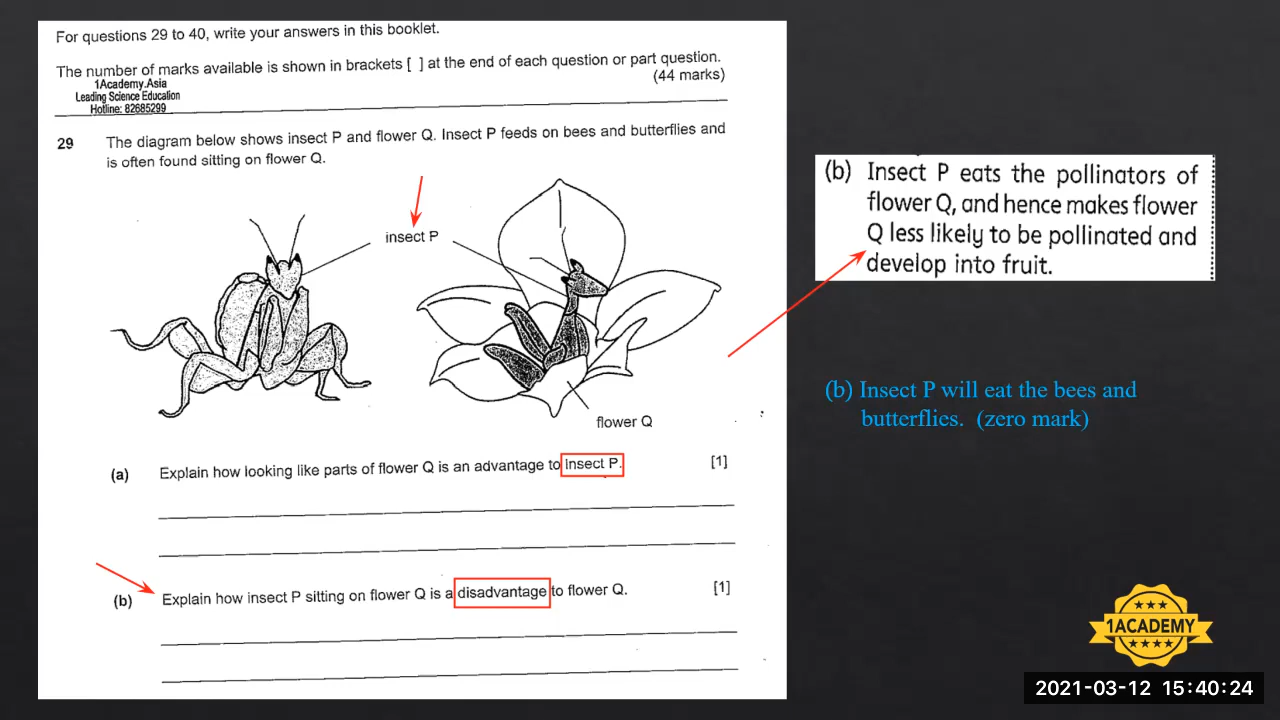 For questions 29 to 40, write your answers in this booklet.
The number of marks available is shown in brackets [ ] at the end of each question or part question.
(44 marks)
1Academy.Asia
Leading Science Education
Hotline: 82685299
29 The diagram below shows insect P and flower Q. Insect P feeds on bees and butterflies and
is often found sitting on flower Q.
insect P
flower Q
(a) Explain how looking like parts of flower Q is an advantage to insect P. [1]
(b) Explain how insect P sitting on flower Q is a disadvantage to flower Q. [1]
(b) Insect P eats the pollinators of
flower Q, and hence makes flower
Q less likely to be pollinated and
develop into fruit.
(b) Insect P will eat the bees and
butterflies. (zero mark)
1ACADEMY
2021-03-12 15:40:24